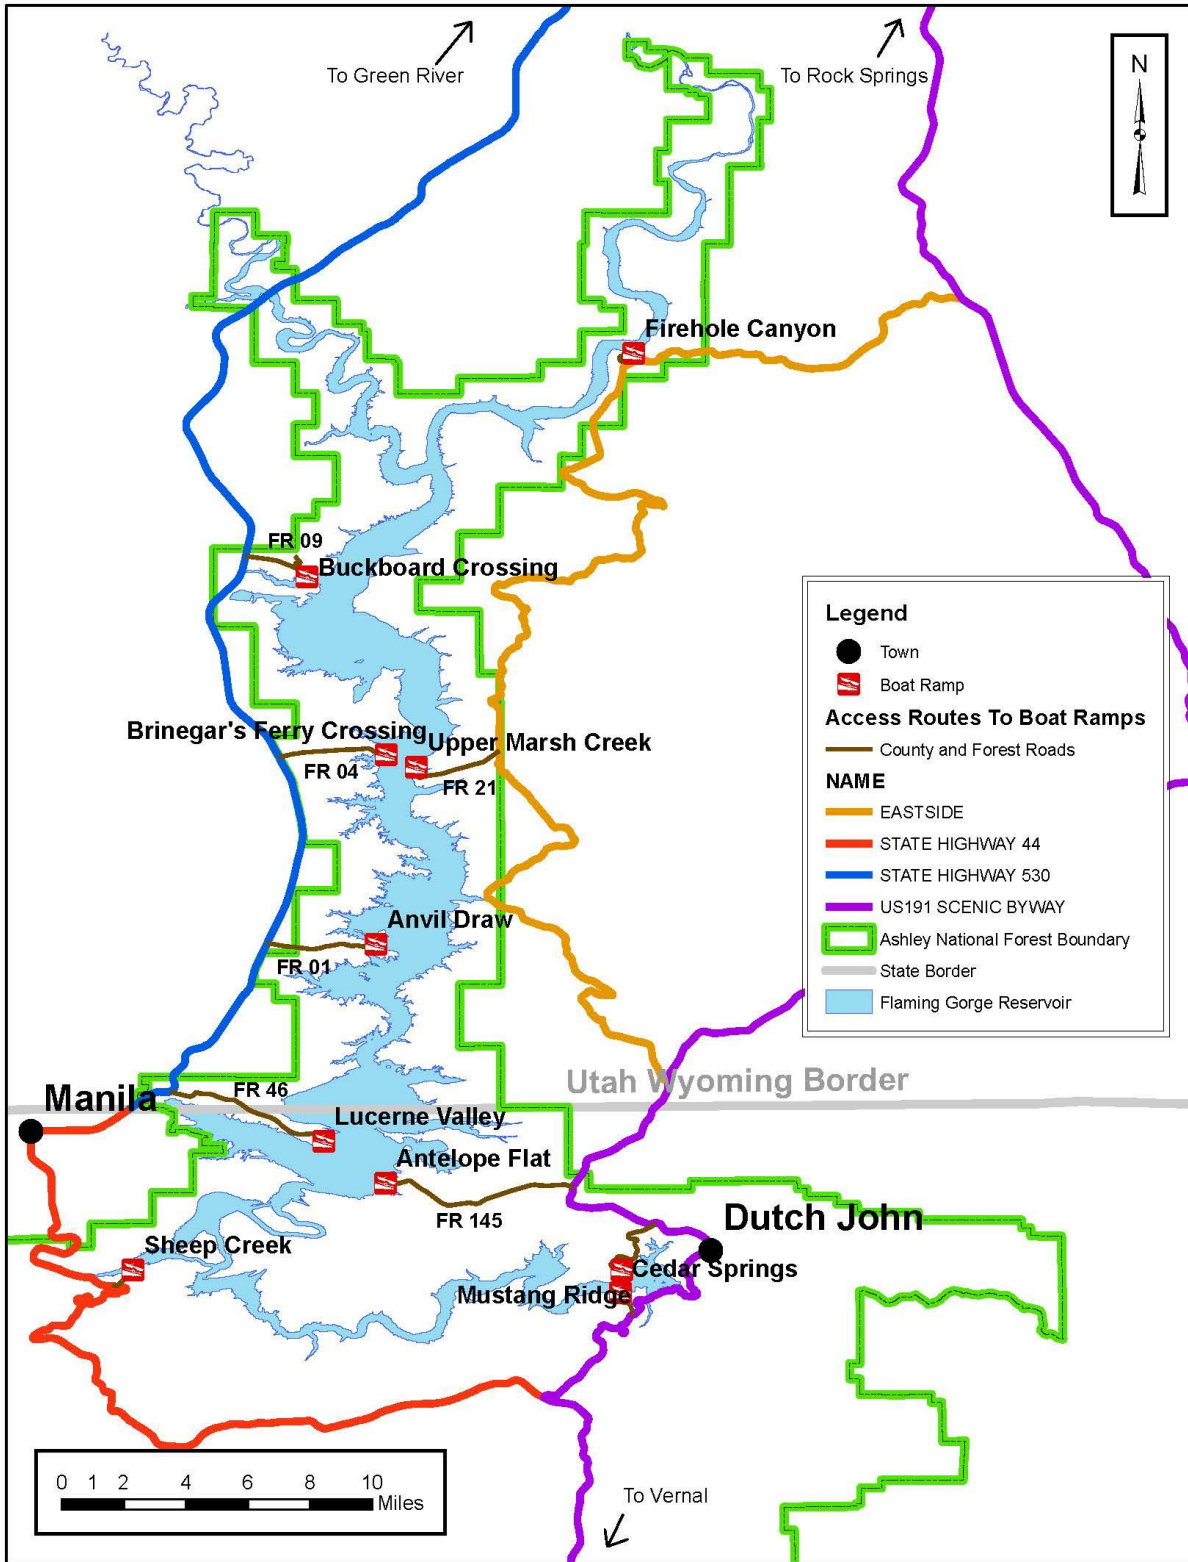 To Green River
To Rock Springs
N
Firehole Canyon
FR 09
Buckboard Crossing
Brinegar's Ferry Crossing
Upper Marsh Creek
FR 04
FR 21
Anvil Draw
FR 01
Legend
Town
Boat Ramp
Access Routes To Boat Ramps
County and Forest Roads
NAME
EASTSIDE
STATE HIGHWAY 44
STATE HIGHWAY 530
US191 SCENIC BYWAY
Ashley National Forest Boundary
State Border
Flaming Gorge Reservoir
Utah Wyoming Border
Manila
FR 46
Lucerne Valley
Antelope Flat
FR 145
Dutch John
Sheep Creek
Cedar Springs
Mustang Ridge
0 1 2 4 6 8 10
Miles
To Vernal